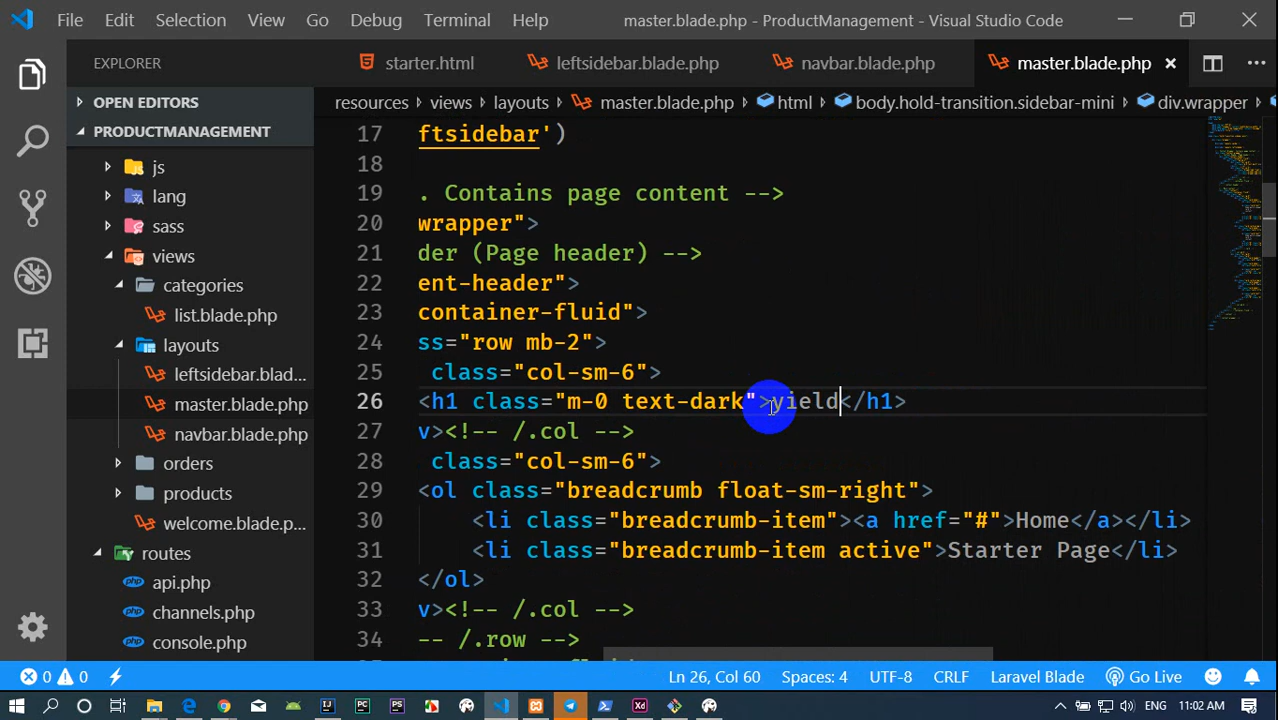 File Edit Selection View Go Debug Terminal Help master.blade.php - ProductManagement - Visual Studio Code
EXPLORER
starter.html leftsidebar.blade.php navbar.blade.php master.blade.php
OPEN EDITORS
resources views layouts master.blade.php html body.hold-transition.sidebar-mini div.wrapper
PRODUCTMANAGEMENT
js
lang
sass
views
categories
list.blade.php
layouts
leftsidebar.blad...
master.blade.php
navbar.blade.php
orders
products
welcome.blade.p...
routes
api.php
channels.php
console.php
17 ftsidebar')
18
19 . Contains page content -->
20 wrapper">
21 der (Page header) -->
22 ent-header">
23 container-fluid">
24 ss="row mb-2">
25 class="col-sm-6">
26 <h1 class="m-0 text-dark">yield</h1>
27 v><!-- /.col -->
28 class="col-sm-6">
29 <ol class="breadcrumb float-sm-right">
30 <li class="breadcrumb-item"><a href="#">Home</a></li>
31 <li class="breadcrumb-item active">Starter Page</li>
32 </ol>
33 v><!-- /.col -->
34 -- /.row -->
0 0 Ln 26, Col 60 Spaces: 4 UTF-8 CRLF Laravel Blade Go Live
ENG 11:02 AM